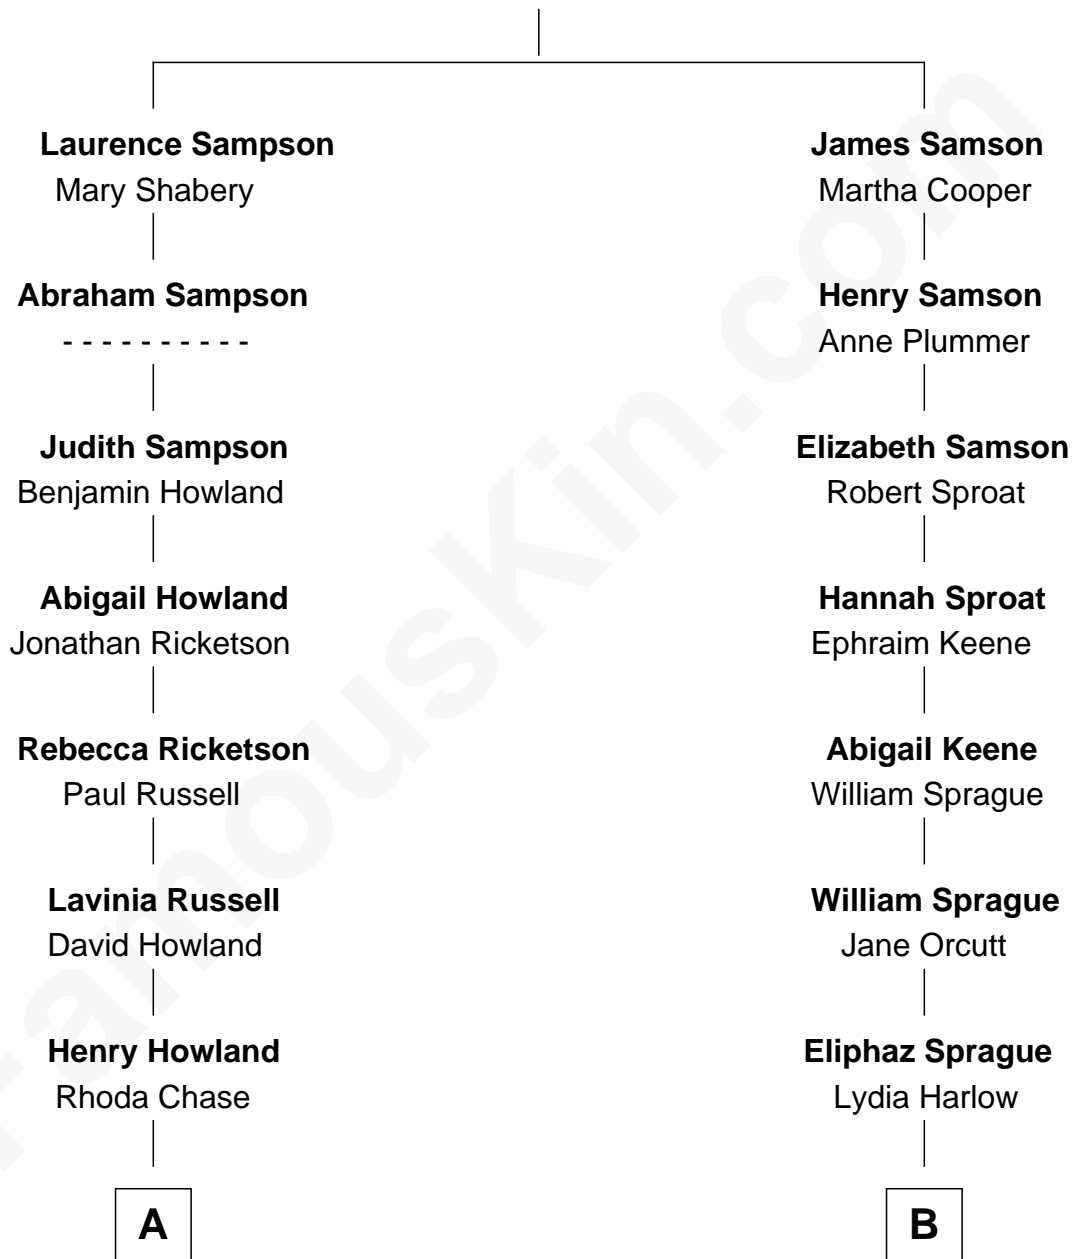 Laurence Sampson
Mary Shabery
Abraham Sampson
- - - - - - - - - -
Judith Sampson
Benjamin Howland
Abigail Howland
Jonathan Ricketson
Rebecca Ricketson
Paul Russell
Lavinia Russell
David Howland
Henry Howland
Rhoda Chase
A
James Samson
Martha Cooper
Henry Samson
Anne Plummer
Elizabeth Samson
Robert Sproat
Hannah Sproat
Ephraim Keene
Abigail Keene
William Sprague
William Sprague
Jane Orcutt
Eliphaz Sprague
Lydia Harlow
B
FamousKin.com